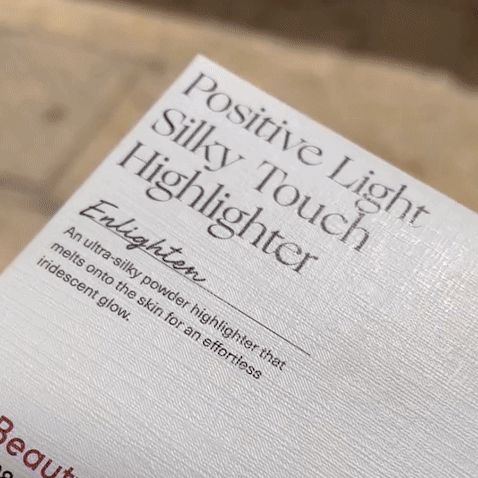 Positive Light
Silky Touch
Highlighter
Enlighten
An ultra-silky powder highlighter that
melts onto the skin for an effortless
iridescent glow.